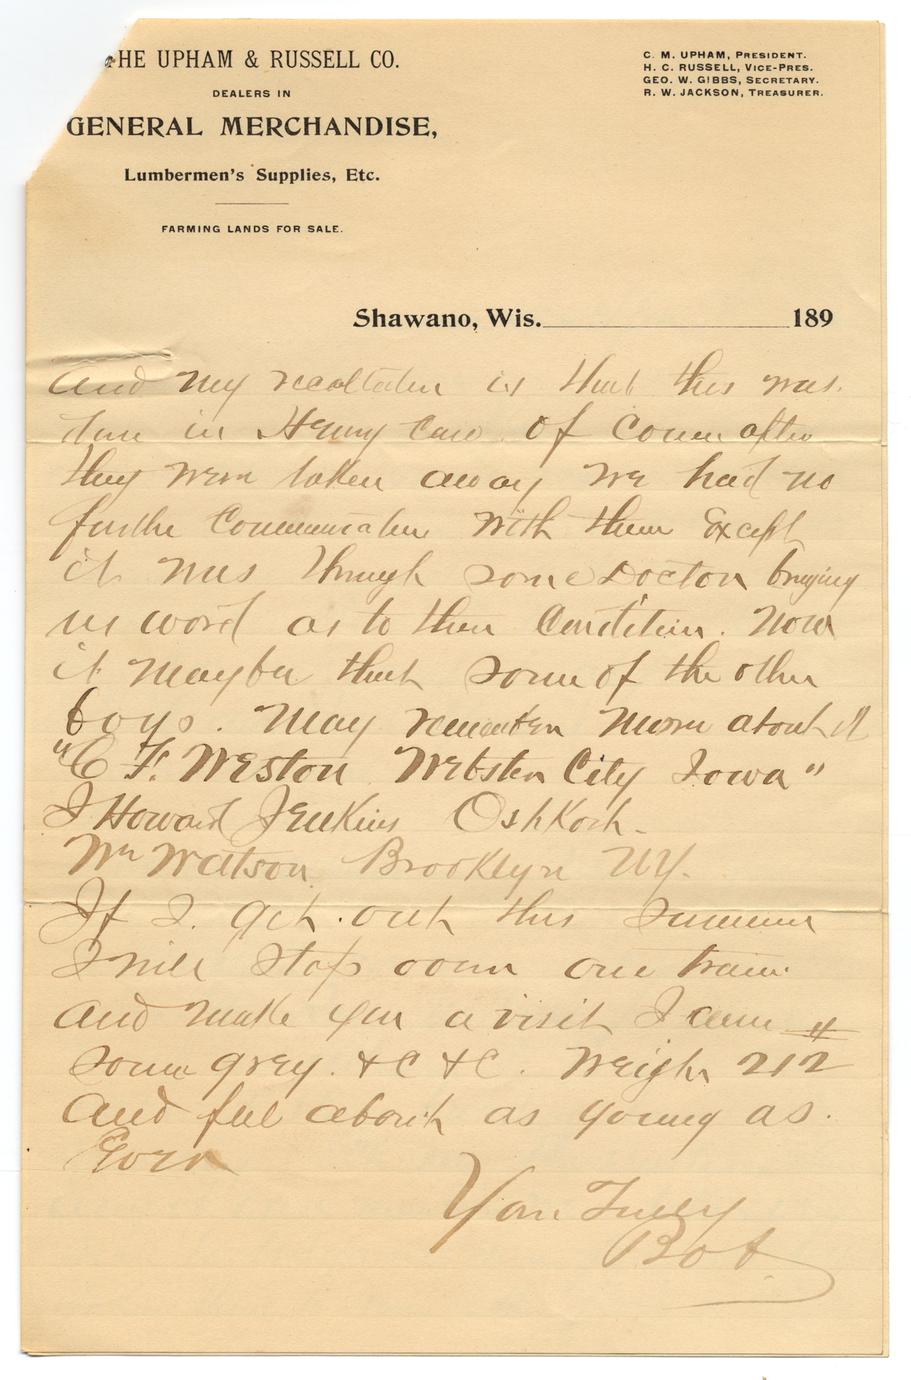 THE UPHAM & RUSSELL CO.
DEALERS IN
GENERAL MERCHANDISE,
Lumbermen's Supplies, Etc.
FARMING LANDS FOR SALE.
C. M. UPHAM, PRESIDENT.
H. C. RUSSELL, VICE-PRES.
GEO. W. GIBBS, SECRETARY.
R. W. JACKSON, TREASURER.
Shawano, Wis. 189
and my is that this was
done in Henry Case of Course after
they were taken away we had no
further Communication with them Except
it was through some Doctor bringing
us word as to their Condition. Now
it maybe that some of the other
boys. May remember more about it
"C F. Weston Webster City Iowa"
J Howard Jenkins Oshkosh.
Wm Watson Brooklyn NY.
If I. get. out this summer
I will stop over one train.
and make you a visit I am
some grey. &C &C. Weigh 212 #
and feel about as young as.
Ever
Your Truly
Bob